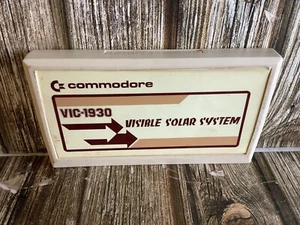 commodore
VIC-1930
VISIBLE SOLAR SYSTEM